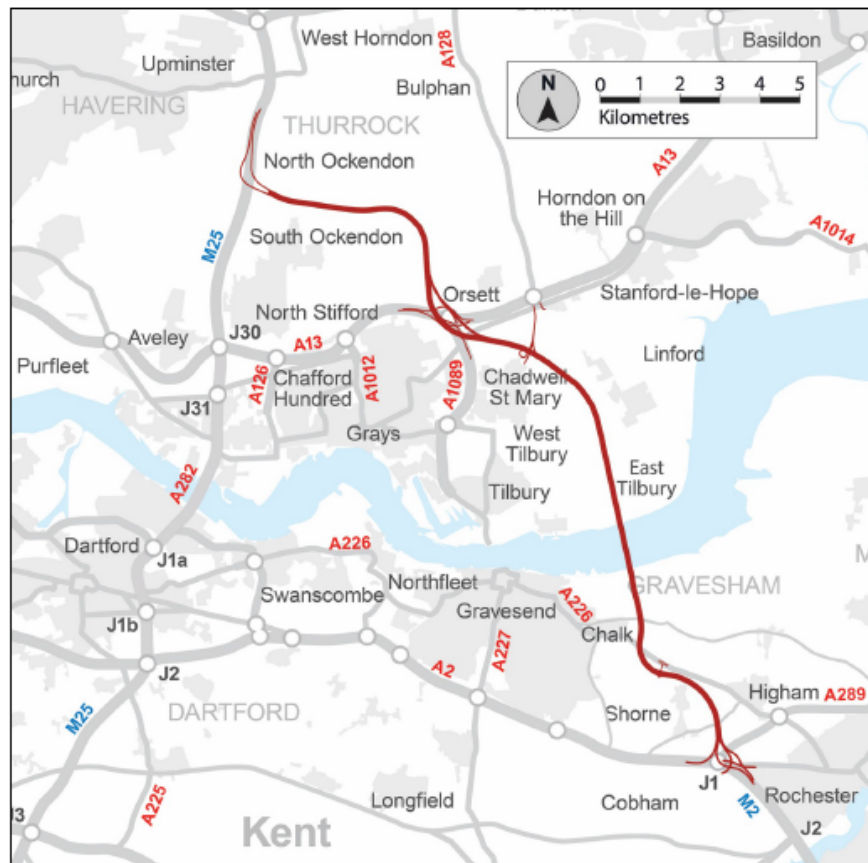 West Horndon
A128
Basildon
Upminster
Bulphan
N
0 1 2 3 4 5
Kilometres
HAVERING
THURROCK
North Ockendon
A13
Horndon on
the Hill
A1014
South Ockendon
M25
Orsett
Stanford-le-Hope
North Stifford
Aveley
J30
A13
Linford
Purfleet
A126
Chafford
Hundred
A1012
A1089
Chadwell
St Mary
J31
Grays
West
Tilbury
A282
Tilbury
East
Tilbury
Dartford
J1a
A226
Northfleet
GRAVESHAM
Swanscombe
Gravesend
A226
J1b
Chalk
A227
J2
A2
Higham
A289
M25
DARTFORD
Shorne
J1
M2
Rochester
A225
Longfield
Cobham
J3
Kent
J2